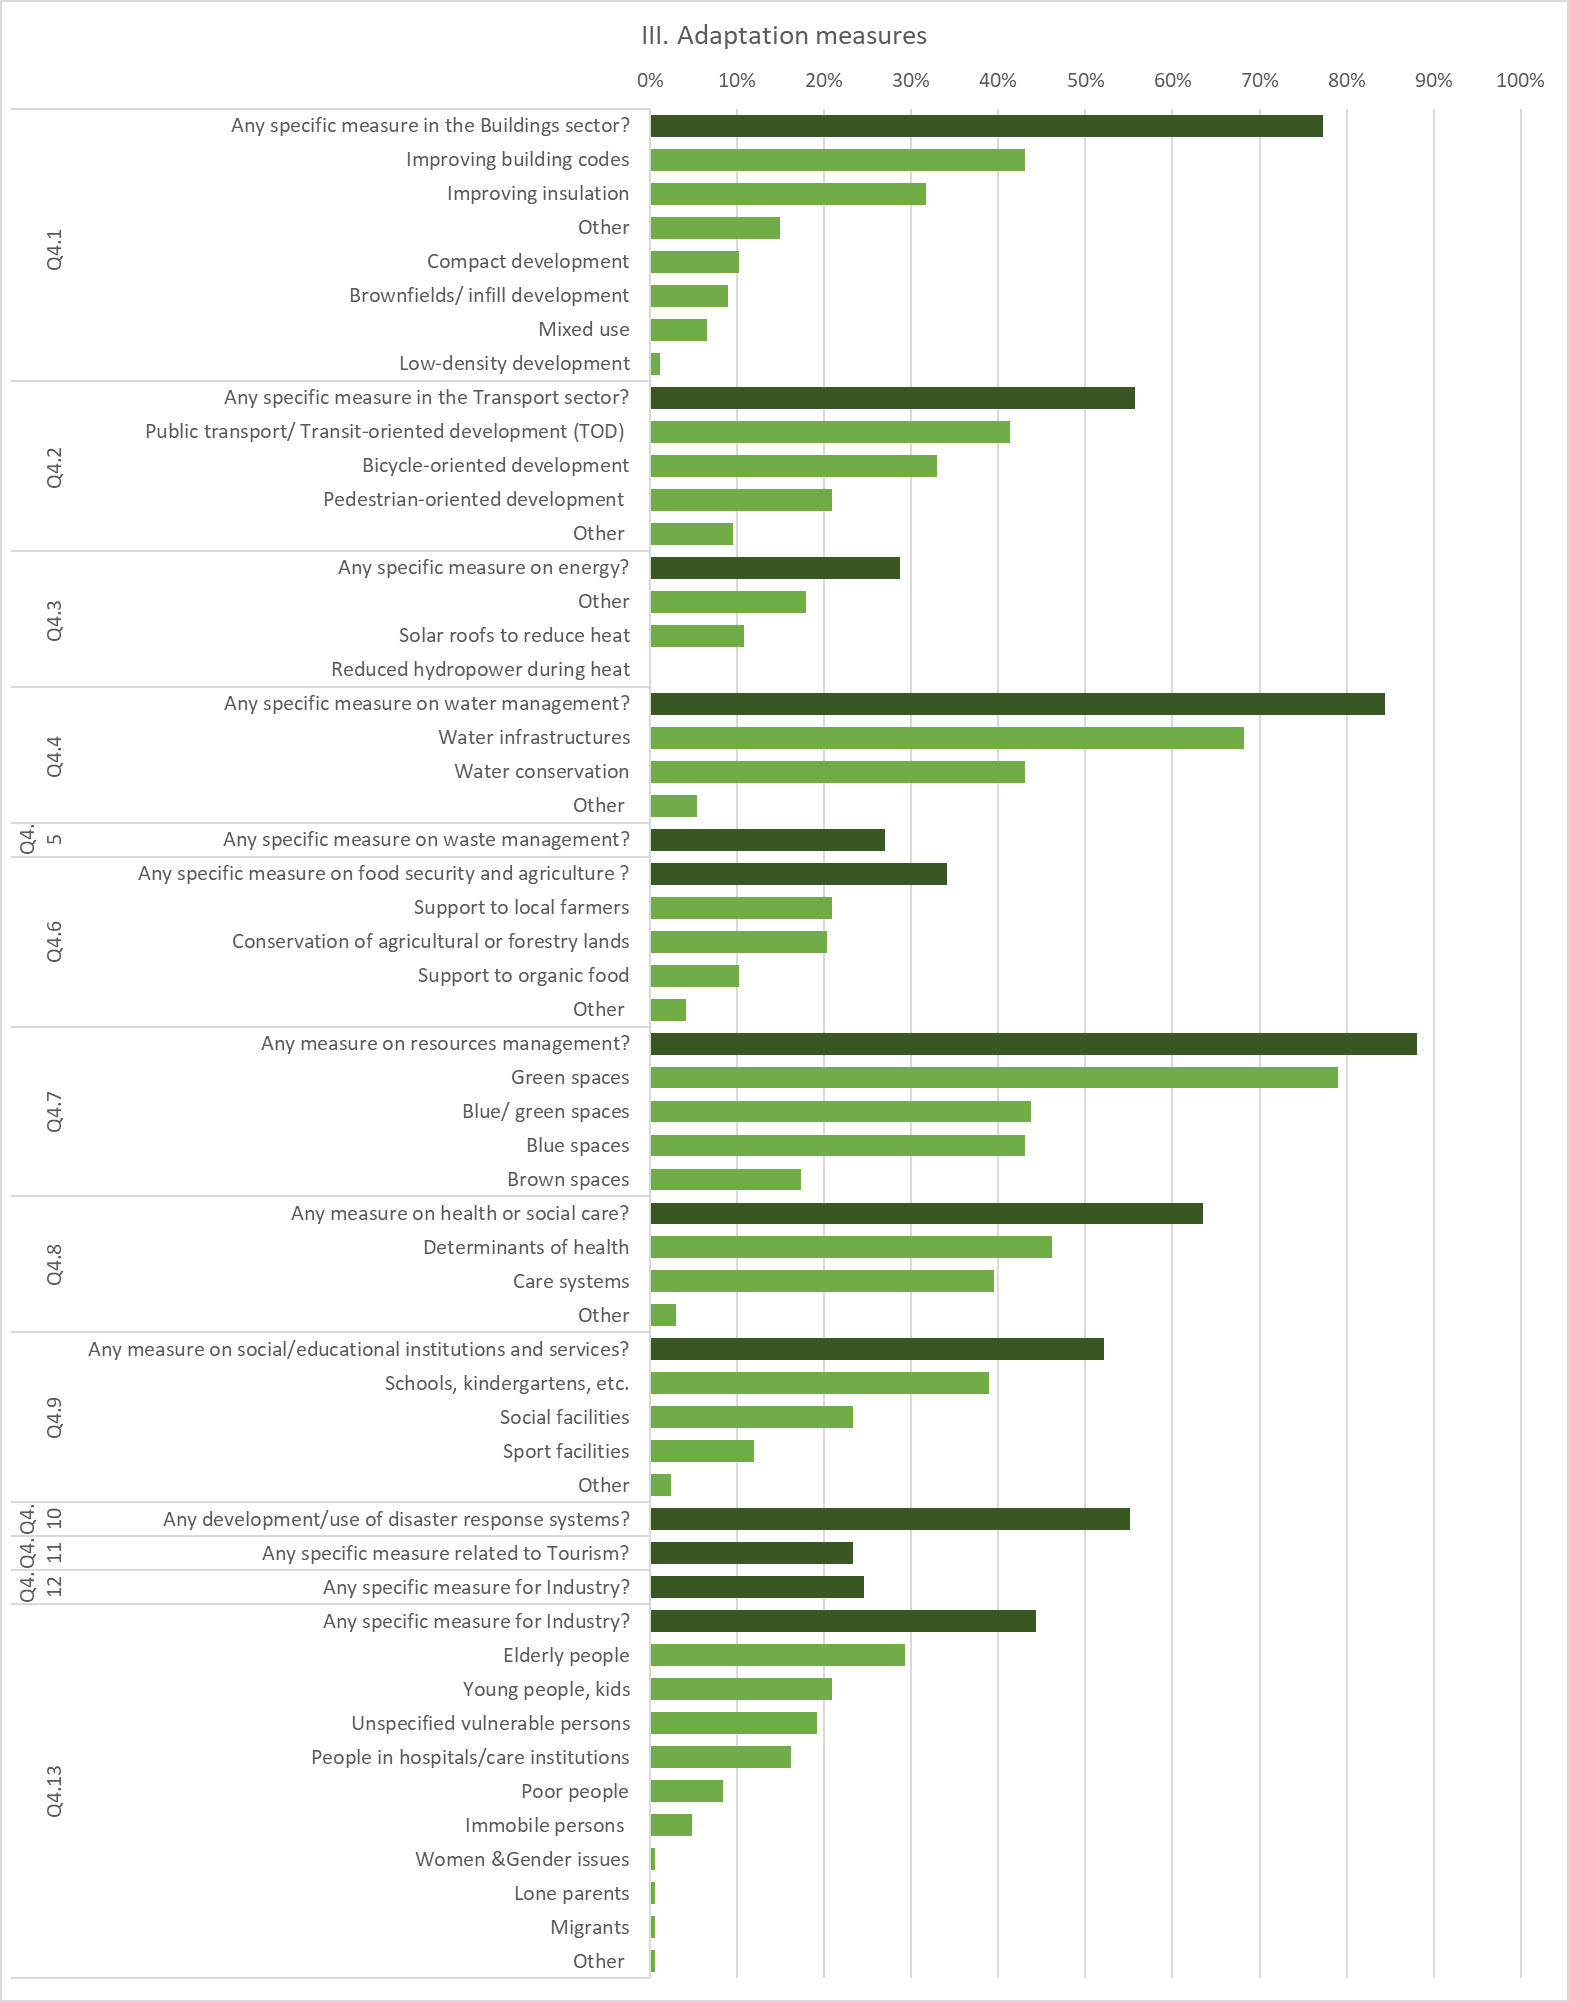 III. Adaptation measures
0% 10% 20% 30% 40% 50% 60% 70% 80% 90% 100%
Q4.1
Any specific measure in the Buildings sector?
Improving building codes
Improving insulation
Other
Compact development
Brownfields/ infill development
Mixed use
Low-density development
Q4.2
Any specific measure in the Transport sector?
Public transport/ Transit-oriented development (TOD)
Bicycle-oriented development
Pedestrian-oriented development
Other
Q4.3
Any specific measure on energy?
Other
Solar roofs to reduce heat
Reduced hydropower during heat
Q4.4
Any specific measure on water management?
Water infrastructures
Water conservation
Other
Q4.
5
Any specific measure on waste management?
Q4.6
Any specific measure on food security and agriculture ?
Support to local farmers
Conservation of agricultural or forestry lands
Support to organic food
Other
Q4.7
Any measure on resources management?
Green spaces
Blue/ green spaces
Blue spaces
Brown spaces
Q4.8
Any measure on health or social care?
Determinants of health
Care systems
Other
Q4.9
Any measure on social/educational institutions and services?
Schools, kindergartens, etc.
Social facilities
Sport facilities
Other
Q4.
10
Any development/use of disaster response systems?
Q4.
11
Any specific measure related to Tourism?
Q4.
12
Any specific measure for Industry?
Q4.13
Any specific measure for Industry?
Elderly people
Young people, kids
Unspecified vulnerable persons
People in hospitals/care institutions
Poor people
Immobile persons
Women &Gender issues
Lone parents
Migrants
Other